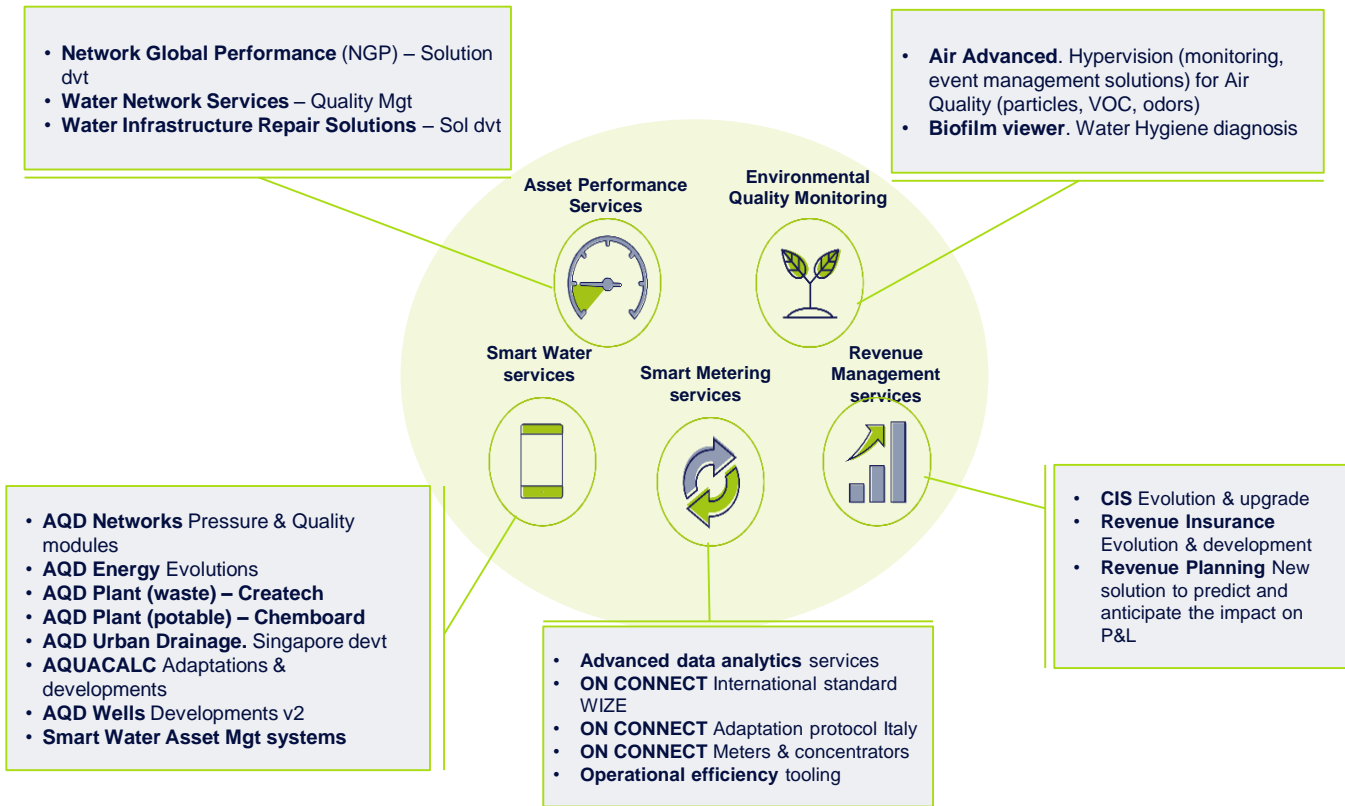 • Network Global Performance (NGP) – Solution
dvt
• Water Network Services – Quality Mgt
• Water Infrastructure Repair Solutions – Sol dvt
• Air Advanced. Hypervision (monitoring,
event management solutions) for Air
Quality (particles, VOC, odors)
• Biofilm viewer. Water Hygiene diagnosis
Asset Performance
Services
Environmental
Quality Monitoring
Smart Water
services
Smart Metering
services
Revenue
Management
services
• AQD Networks Pressure & Quality
modules
• AQD Energy Evolutions
• AQD Plant (waste) – Createch
• AQD Plant (potable) – Chemboard
• AQD Urban Drainage. Singapore devt
• AQUACALC Adaptations &
developments
• AQD Wells Developments v2
• Smart Water Asset Mgt systems
• Advanced data analytics services
• ON CONNECT International standard
WIZE
• ON CONNECT Adaptation protocol Italy
• ON CONNECT Meters & concentrators
• Operational efficiency tooling
• CIS Evolution & upgrade
• Revenue Insurance
Evolution & development
• Revenue Planning New
solution to predict and
anticipate the impact on
P&L